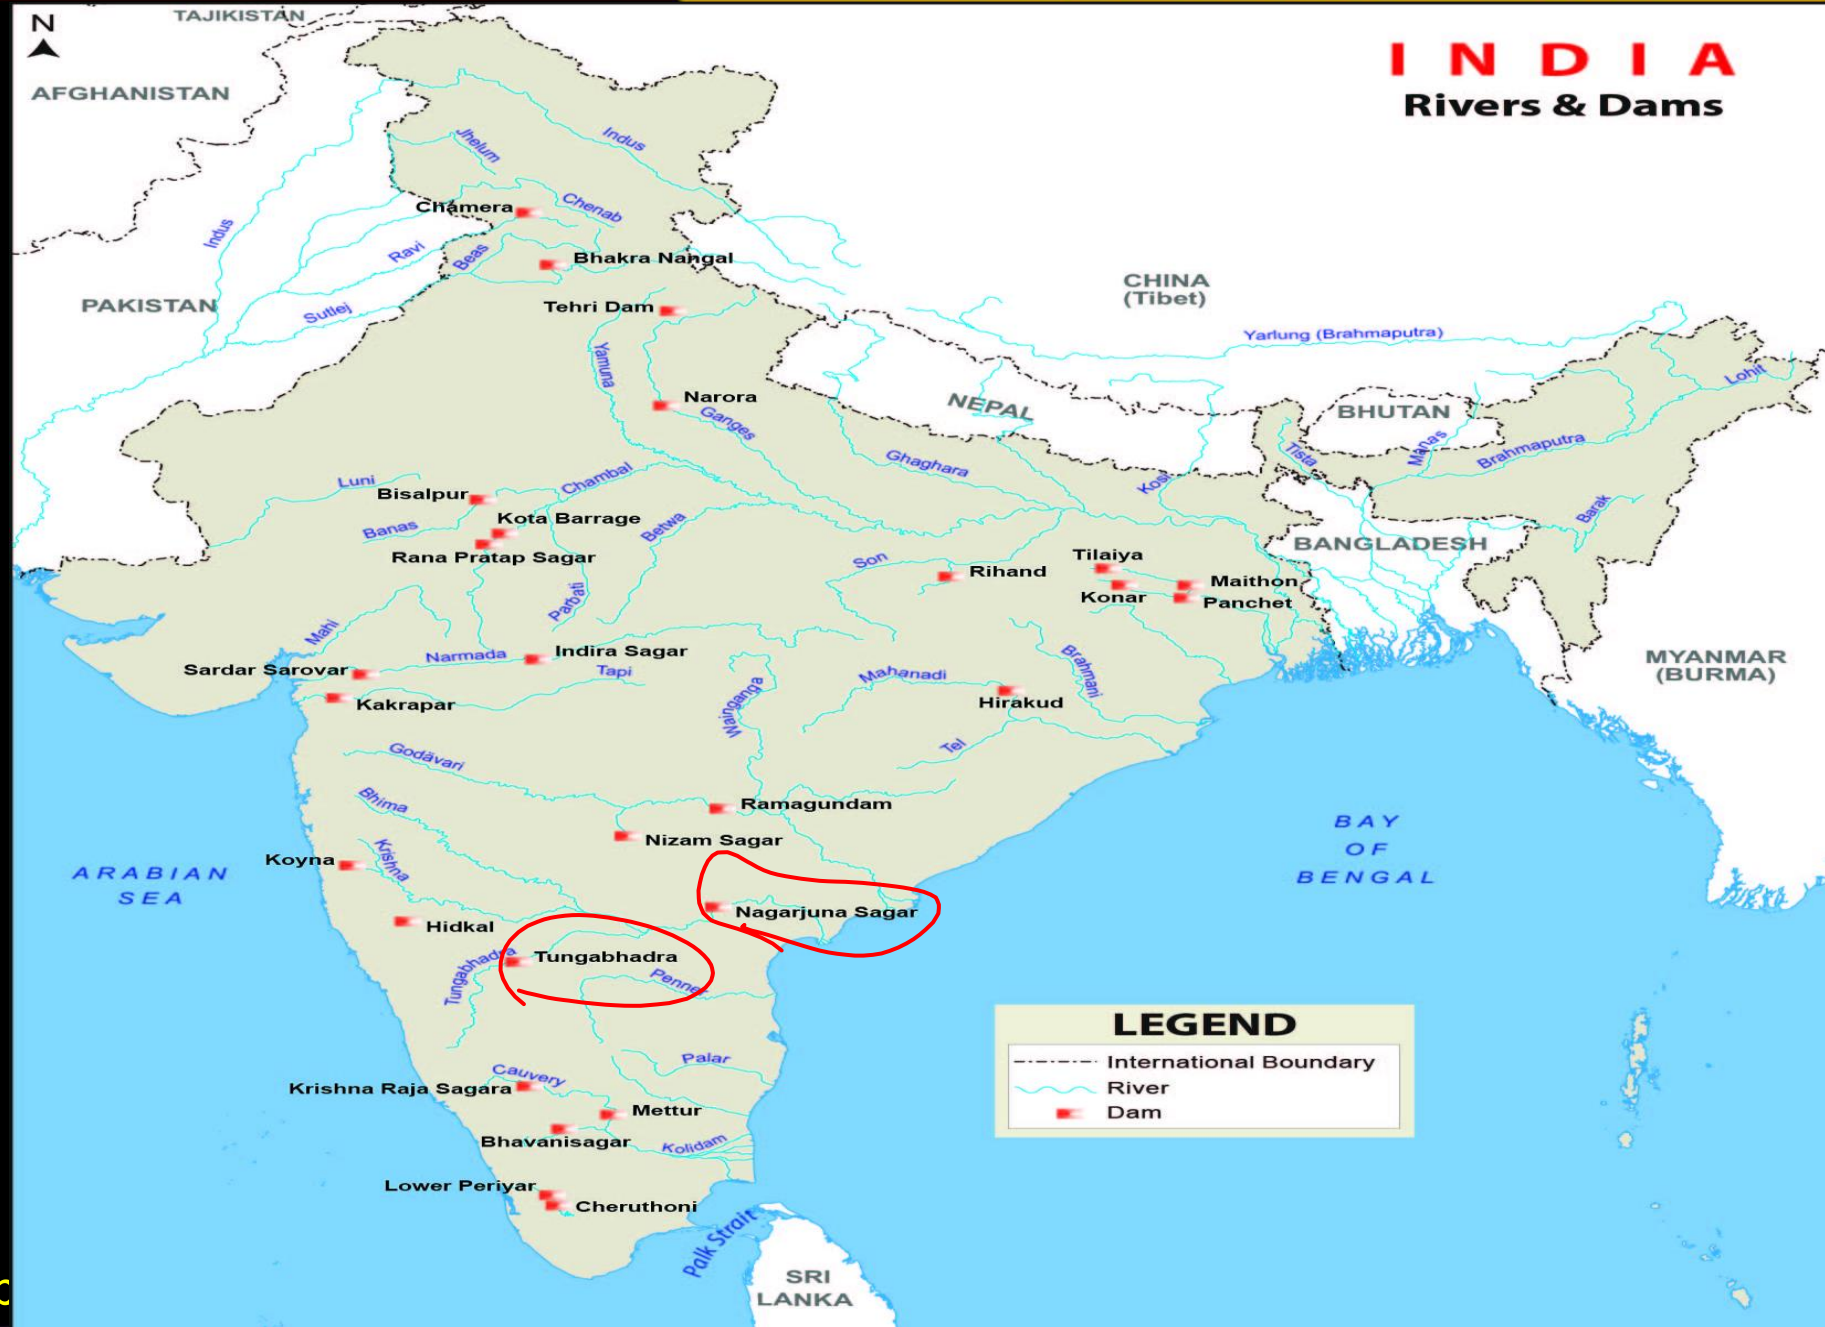 TAJIKISTAN
N
INDIA
Rivers & Dams
AFGHANISTAN
Jhelum
Indus
Chamera
Chenab
Indus
Ravi
Beas
Bhakra Nangal
CHINA
(Tibet)
PAKISTAN
Sutlej
Tehri Dam
Yarlung (Brahmaputra)
Yamuna
Narora
Ganges
NEPAL
BHUTAN
Lohit
Manas
Brahmaputra
Tista
Ghaghara
Kosi
Luni
Bisalpur
Chambal
Barak
Banas
Kota Barrage
Betwa
Rana Pratap Sagar
BANGLADESH
Son
Rihand
Tilaiya
Maithon
Konar
Panchet
Parbati
Mahi
Narmada
Indira Sagar
Sardar Sarovar
Tapi
Kakrapar
Wainganga
Mahanadi
Brahmani
Hirakud
MYANMAR
(BURMA)
Godävari
Tel
Bhima
Ramagundam
Nizam Sagar
BAY
OF
BENGAL
ARABIAN
SEA
Koyna
Krishna
Nagarjuna Sagar
Hidkal
Tungabhadra
Tungabhadra
Penner
LEGEND
International Boundary
River
Dam
Palar
Cauvery
Krishna Raja Sagara
Mettur
Bhavanisagar
Kolidam
Lower Periyar
Cheruthoni
Palk Strait
SRI
LANKA